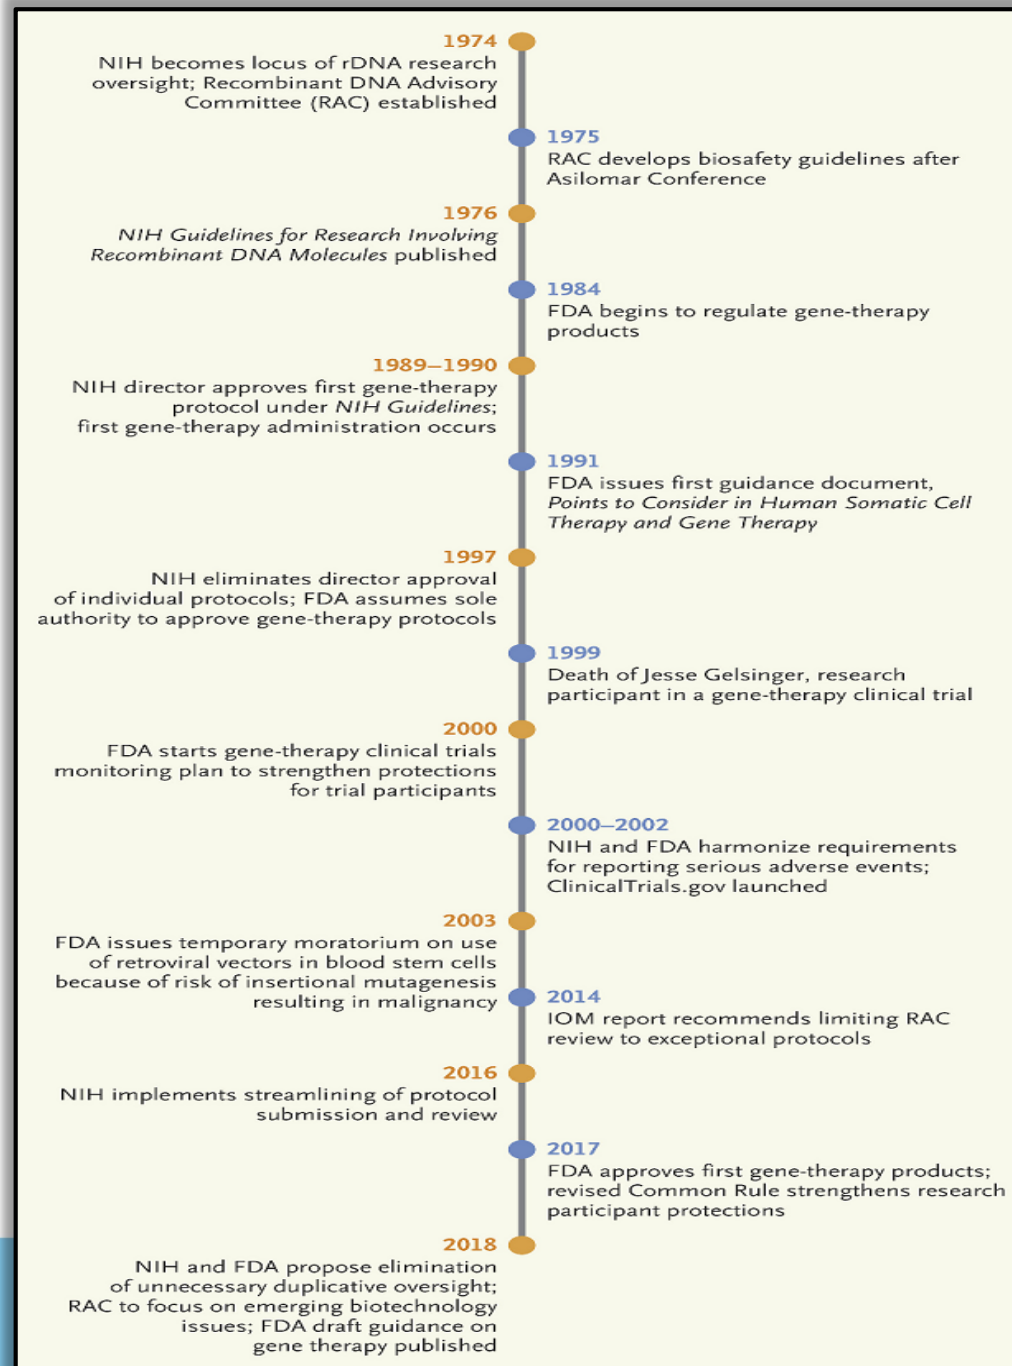 1974
NIH becomes locus of rDNA research
oversight; Recombinant DNA Advisory
Committee (RAC) established
1975
RAC develops biosafety guidelines after
Asilomar Conference
1976
NIH Guidelines for Research Involving
Recombinant DNA Molecules published
1984
FDA begins to regulate gene-therapy
products
1989–1990
NIH director approves first gene-therapy
protocol under NIH Guidelines;
first gene-therapy administration occurs
1991
FDA issues first guidance document,
Points to Consider in Human Somatic Cell
Therapy and Gene Therapy
1997
NIH eliminates director approval
of individual protocols; FDA assumes sole
authority to approve gene-therapy protocols
1999
Death of Jesse Gelsinger, research
participant in a gene-therapy clinical trial
2000
FDA starts gene-therapy clinical trials
monitoring plan to strengthen protections
for trial participants
2000–2002
NIH and FDA harmonize requirements
for reporting serious adverse events;
ClinicalTrials.gov launched
2003
FDA issues temporary moratorium on use
of retroviral vectors in blood stem cells
because of risk of insertional mutagenesis
resulting in malignancy
2014
IOM report recommends limiting RAC
review to exceptional protocols
2016
NIH implements streamlining of protocol
submission and review
2017
FDA approves first gene-therapy products;
revised Common Rule strengthens research
participant protections
2018
NIH and FDA propose elimination
of unnecessary duplicative oversight;
RAC to focus on emerging biotechnology
issues; FDA draft guidance on
gene therapy published